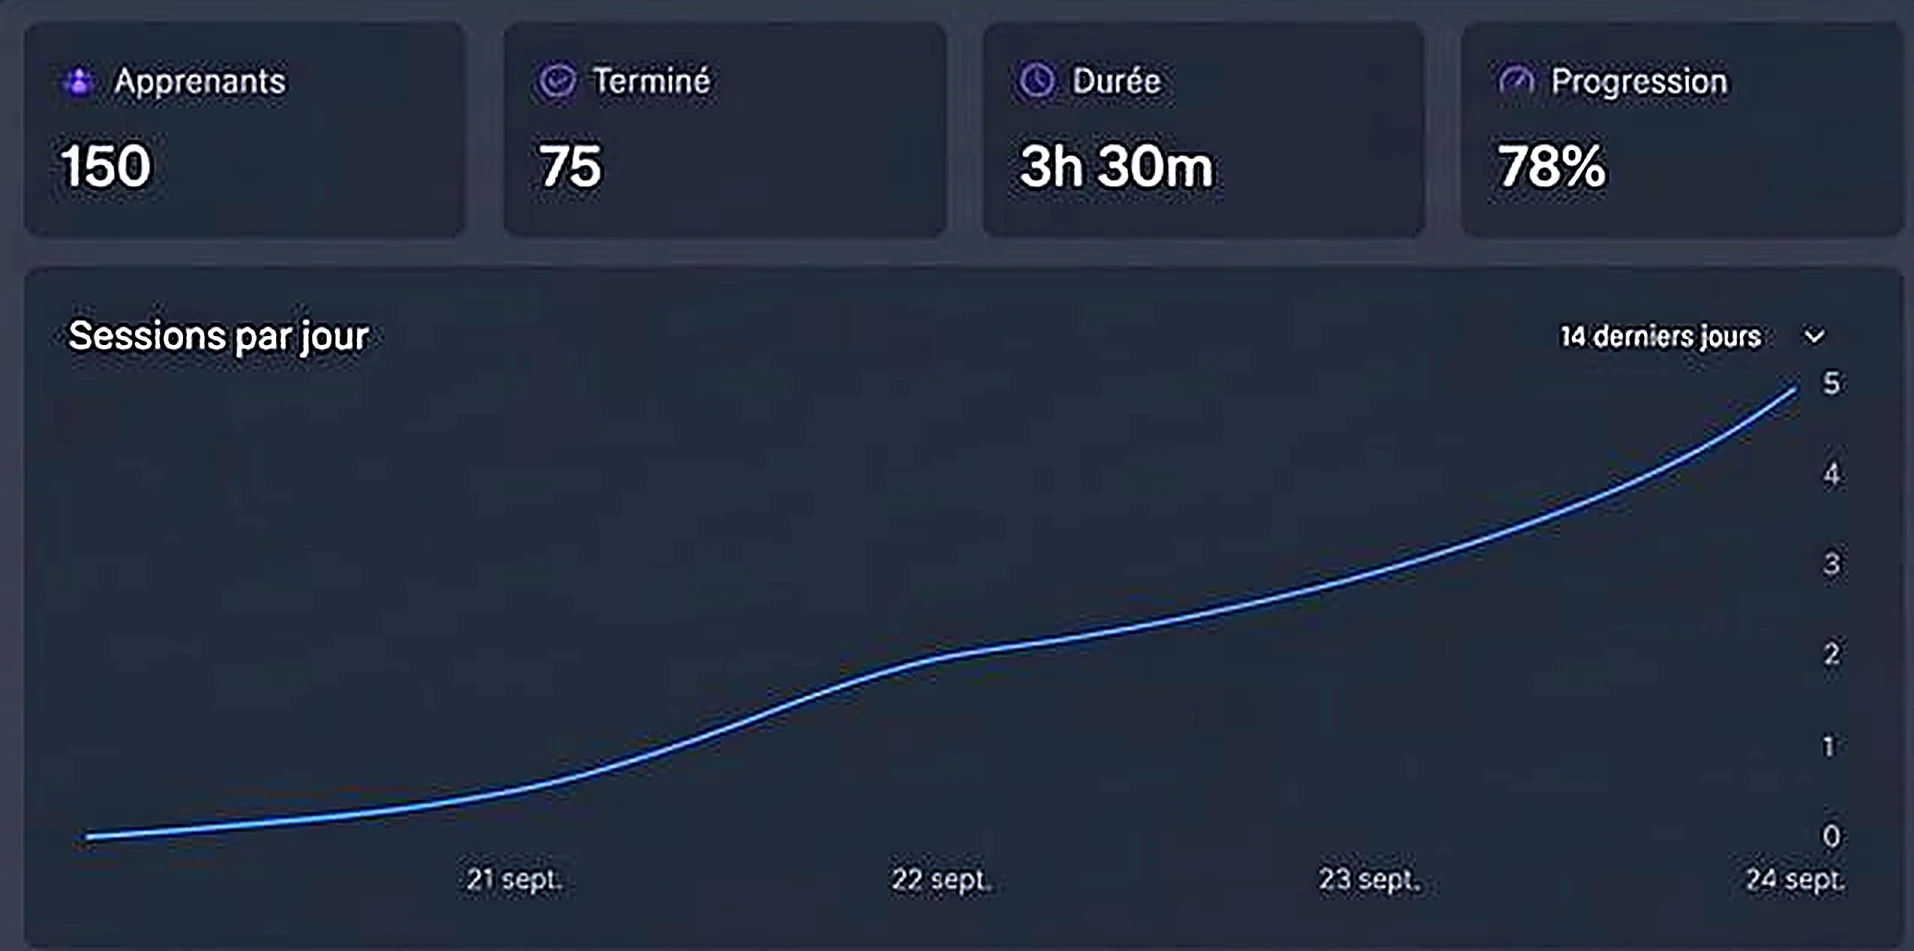 Apprenants
150
Terminé
75
Durée
3h 30m
Progression
78%
Sessions par jour
14 derniers jours
5
4
3
2
1
0
21 sept.
22 sept.
23 sept.
24 sept.